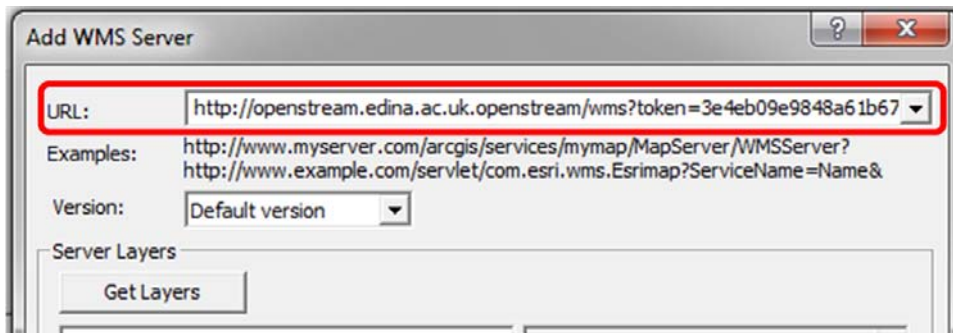 Add WMS Server
? X
URL: http://openstream.edina.ac.uk.openstream/wms?token=3e4eb09e9848a61b67
Examples: http://www.myserver.com/arcgis/services/mymap/MapServer/WMSServer?
http://www.example.com/servlet/com.esri.wms.Esrimap?ServiceName=Name&
Version: Default version
Server Layers
Get Layers